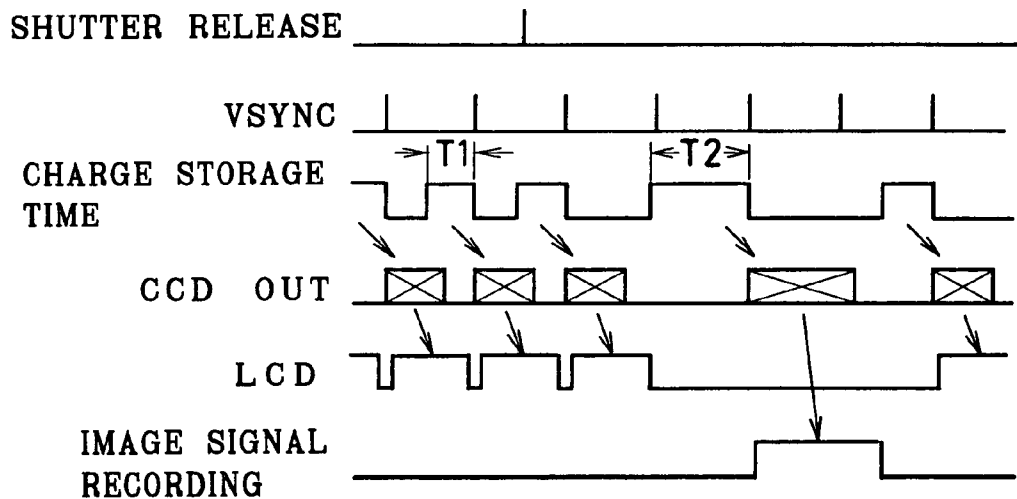 SHUTTER RELEASE
VSYNC
T1
T2
CHARGE STORAGE
TIME
CCD OUT
LCD
IMAGE SIGNAL
RECORDING